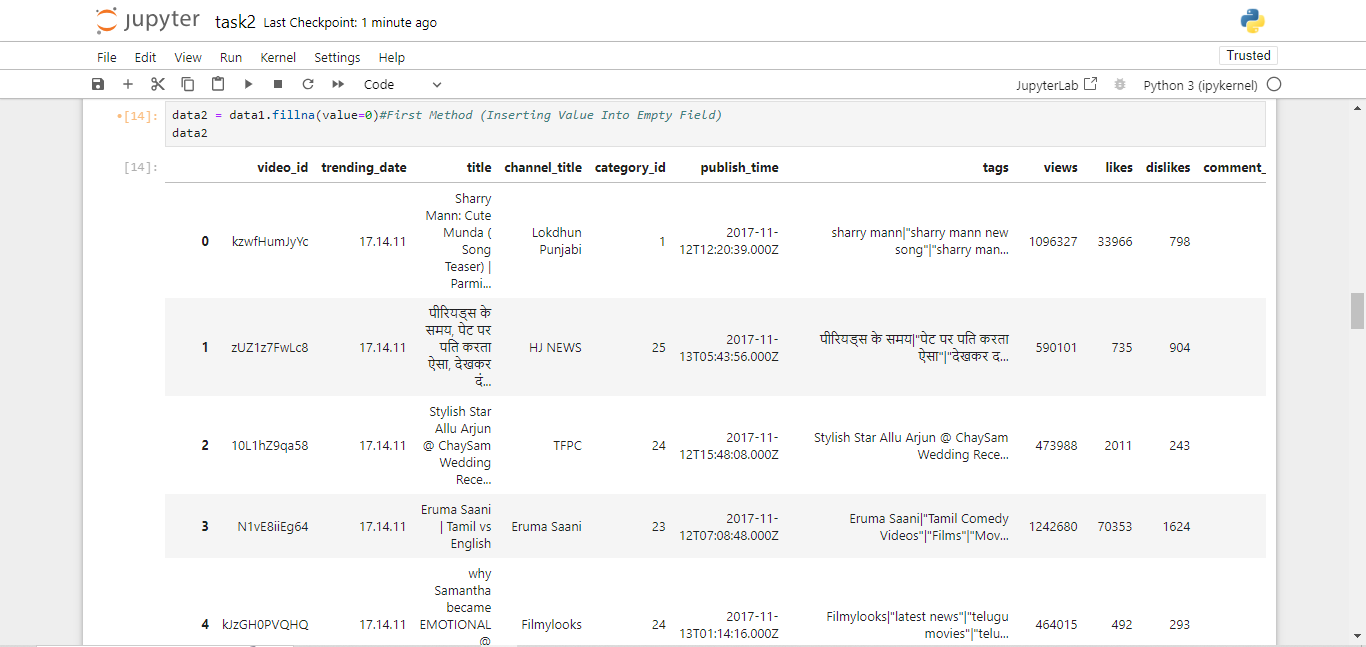 jupyter task2 Last Checkpoint: 1 minute ago
File Edit View Run Kernel Settings Help
Trusted
Code
JupyterLab
Python 3 (ipykernel)
[14]: data2 = data1.fillna(value=0)#First Method (Inserting Value Into Empty Field)
data2
[14]:
video_id trending_date title channel_title category_id publish_time tags views likes dislikes comment_
0 kzwfHumJyYc 17.14.11
Sharry
Mann: Cute
Munda (
Song
Teaser) |
Parmi...
Lokdhun
Punjabi
1
2017-11-
12T12:20:39.000Z
sharry mann|"sharry mann new
song"|"sharry man...
1096327 33966 798
1 zUZ1z7FwLc8 17.14.11
पीरियड्स के
समय, पेट पर
पति करता
ऐसा, देखकर
दं...
HJ NEWS
25
2017-11-
13T05:43:56.000Z
पीरियड्स के समय|"पेट पर पति करता
ऐसा"|"देखकर द...
590101 735 904
2 10L1hZ9qa58 17.14.11
Stylish Star
Allu Arjun
@ ChaySam
Wedding
Rece...
TFPC
24
2017-11-
12T15:48:08.000Z
Stylish Star Allu Arjun @ ChaySam
Wedding Rece...
473988 2011 243
3 N1vE8iiEg64 17.14.11
Eruma Saani
| Tamil vs
English
Eruma Saani
23
2017-11-
12T07:08:48.000Z
Eruma Saani|"Tamil Comedy
Videos"|"Films"|"Mov...
1242680 70353 1624
4 kJzGH0PVQHQ 17.14.11
why
Samantha
became
EMOTIONAL
@
Filmylooks
24
2017-11-
13T01:14:16.000Z
Filmylooks|"latest news"|"telugu
movies"|"telu...
464015 492 293